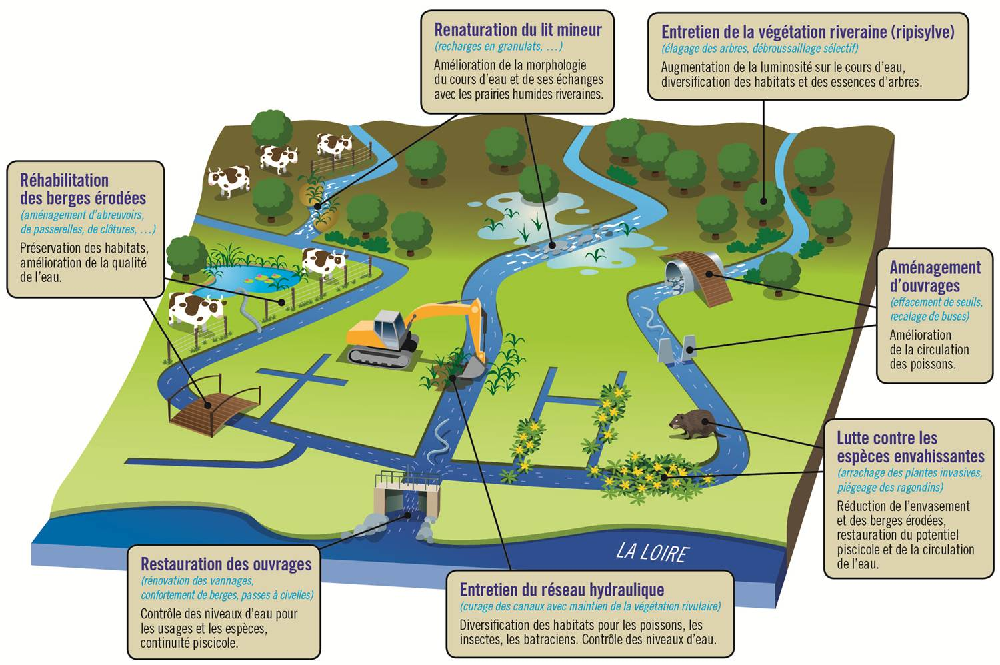 Renaturation du lit mineur
(recharges en granulats, …)
Amélioration de la morphologie
du cours d’eau et de ses échanges
avec les prairies humides riveraines.
Entretien de la végétation riveraine (ripisylve)
(élagage des arbres, débroussaillage sélectif)
Augmentation de la luminosité sur le cours d’eau,
diversification des habitats et des essences d’arbres.
Réhabilitation
des berges érodées
(aménagement d’abreuvoirs,
de passerelles, de clôtures, …)
Préservation des habitats,
amélioration de la qualité
de l’eau.
Aménagement
d’ouvrages
(effacement de seuils,
recalage de buses)
Amélioration
de la circulation
des poissons.
Lutte contre les
espèces envahissantes
(arrachage des plantes invasives,
piégeage des ragondins)
Réduction de l’envasement
et des berges érodées,
restauration du potentiel
piscicole et de la circulation
de l’eau.
LA LOIRE
Restauration des ouvrages
(rénovation des vannages,
confortement de berges, passes à civelles)
Contrôle des niveaux d’eau pour
les usages et les espèces,
continuité piscicole.
Entretien du réseau hydraulique
(curage des canaux avec maintien de la végétation rivulaire)
Diversification des habitats pour les poissons, les
insectes, les batraciens. Contrôle des niveaux d’eau.